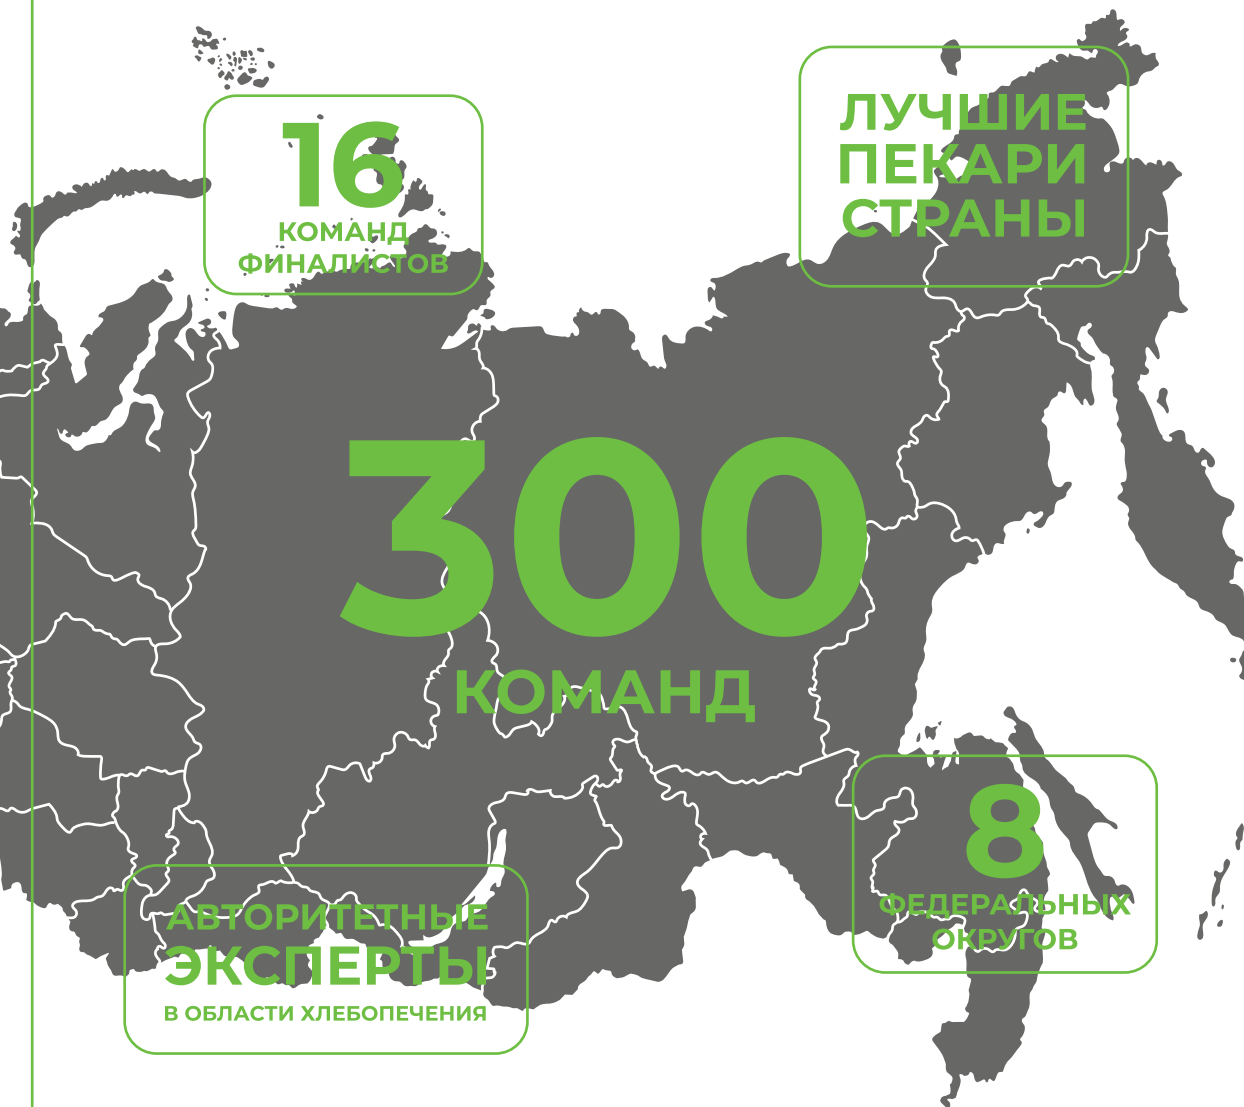 16
КОМАНД
ФИНАЛИСТОВ
ЛУЧШИЕ
ПЕКАРИ
СТРАНЫ
300
КОМАНД
8
ФЕДЕРАЛЬНЫХ
ОКРУГОВ
АВТОРИТЕТНЫЕ
ЭКСПЕРТЫ
В ОБЛАСТИ ХЛЕБОПЕЧЕНИЯ